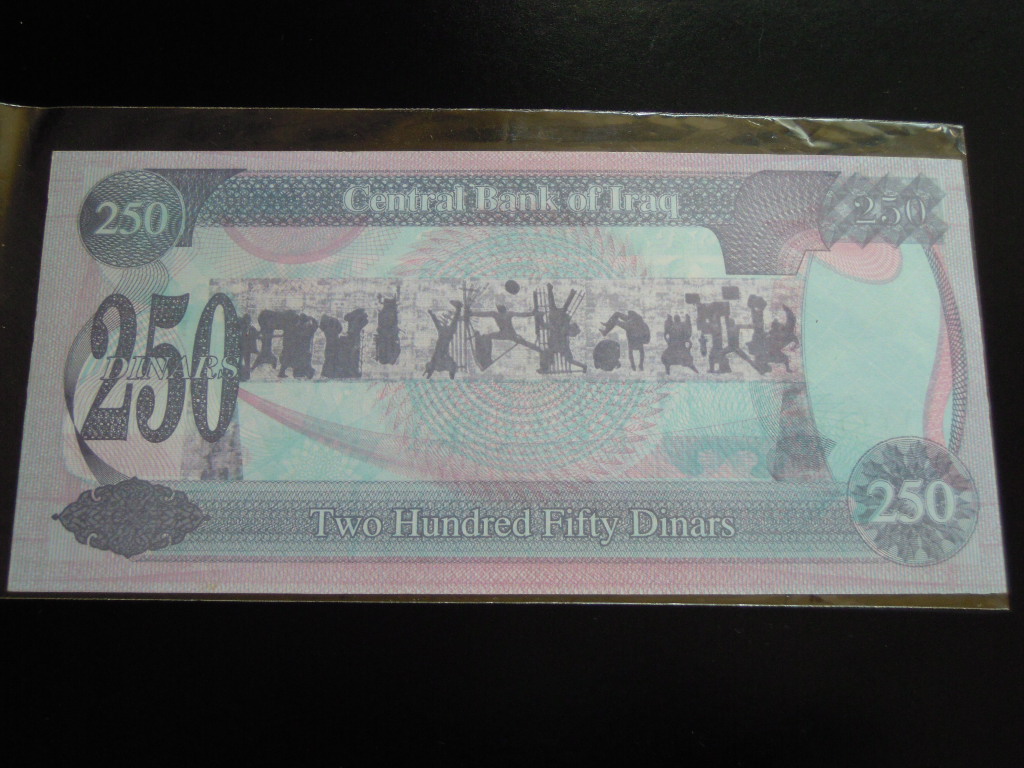 250
Central Bank of Iraq
250
250
DINARS
Two Hundred Fifty Dinars
250